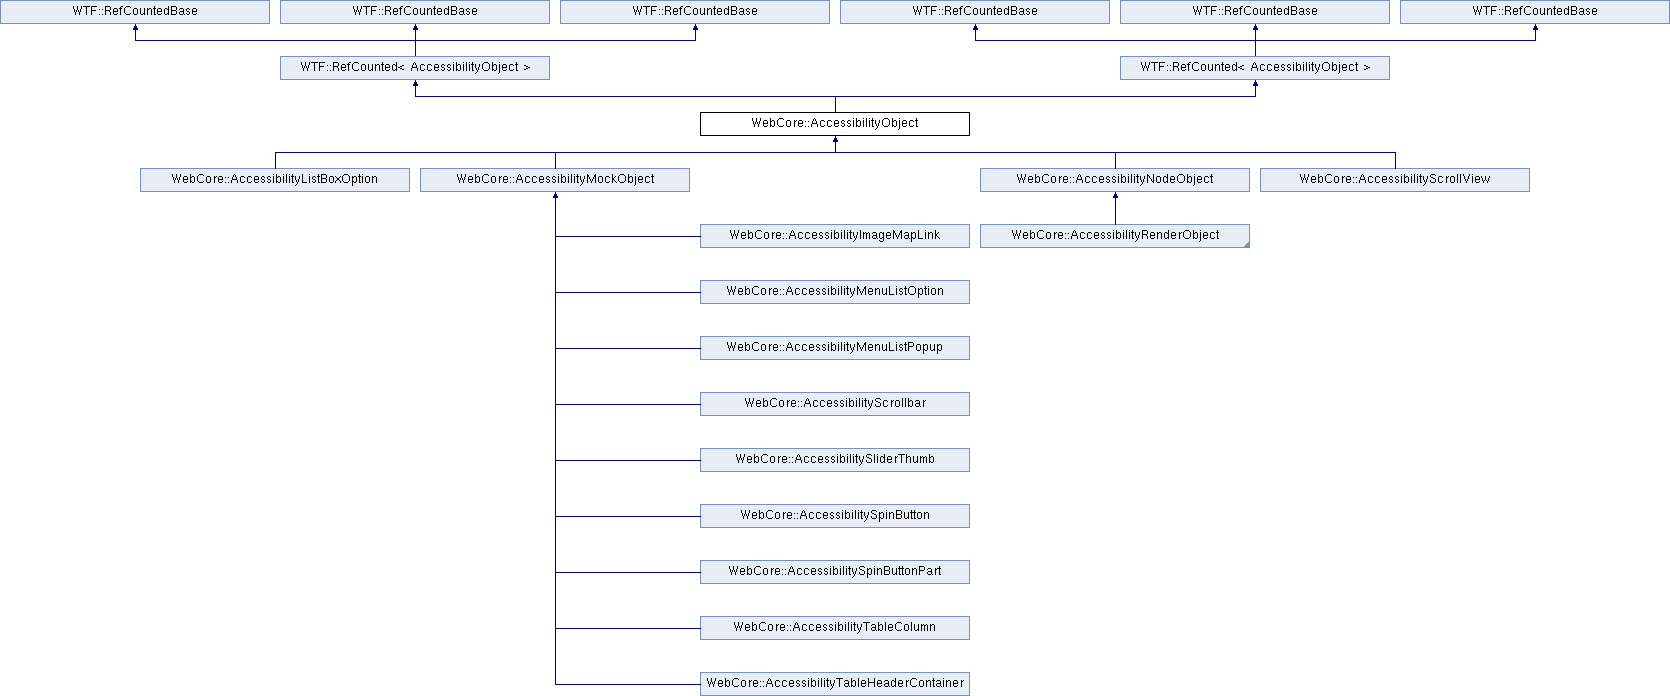 WTF::RefCountedBase
WTF::RefCountedBase
WTF::RefCountedBase
WTF::RefCountedBase
WTF::RefCountedBase
WTF::RefCountedBase
WTF::RefCounted< AccessibilityObject >
WTF::RefCounted< AccessibilityObject >
WebCore::AccessibilityObject
WebCore::AccessibilityListBoxOption
WebCore::AccessibilityMockObject
WebCore::AccessibilityNodeObject
WebCore::AccessibilityScrollView
WebCore::AccessibilityImageMapLink
WebCore::AccessibilityRenderObject
WebCore::AccessibilityMenuListOption
WebCore::AccessibilityMenuListPopup
WebCore::AccessibilityScrollbar
WebCore::AccessibilitySliderThumb
WebCore::AccessibilitySpinButton
WebCore::AccessibilitySpinButtonPart
WebCore::AccessibilityTableColumn
WebCore::AccessibilityTableHeaderContainer